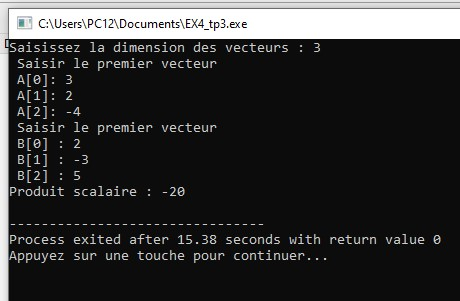 C:\Users\PC12\Documents\EX4_tp3.exe
Saisissez la dimension des vecteurs : 3
Saisir le premier vecteur
A[0]: 3
A[1]: 2
A[2]: -4
Saisir le premier vecteur
B[0] : 2
B[1] : -3
B[2] : 5
Produit scalaire : -20
--------------------------------
Process exited after 15.38 seconds with return value 0
Appuyez sur une touche pour continuer...